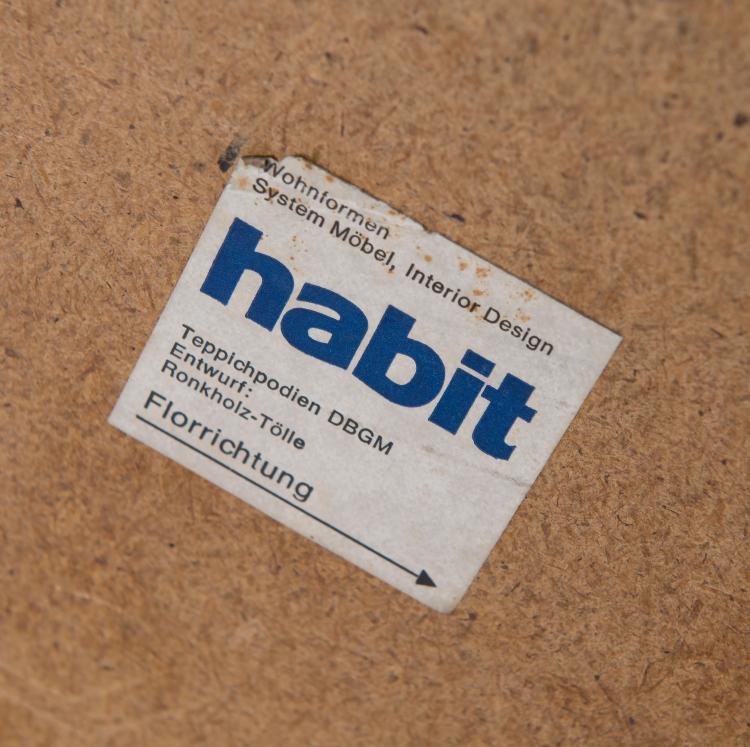 Wohnformen
System Möbel, Interior Design
habit
Teppichpodien DBGM
Entwurf:
Ronkholz-Tölle
Florrichtung